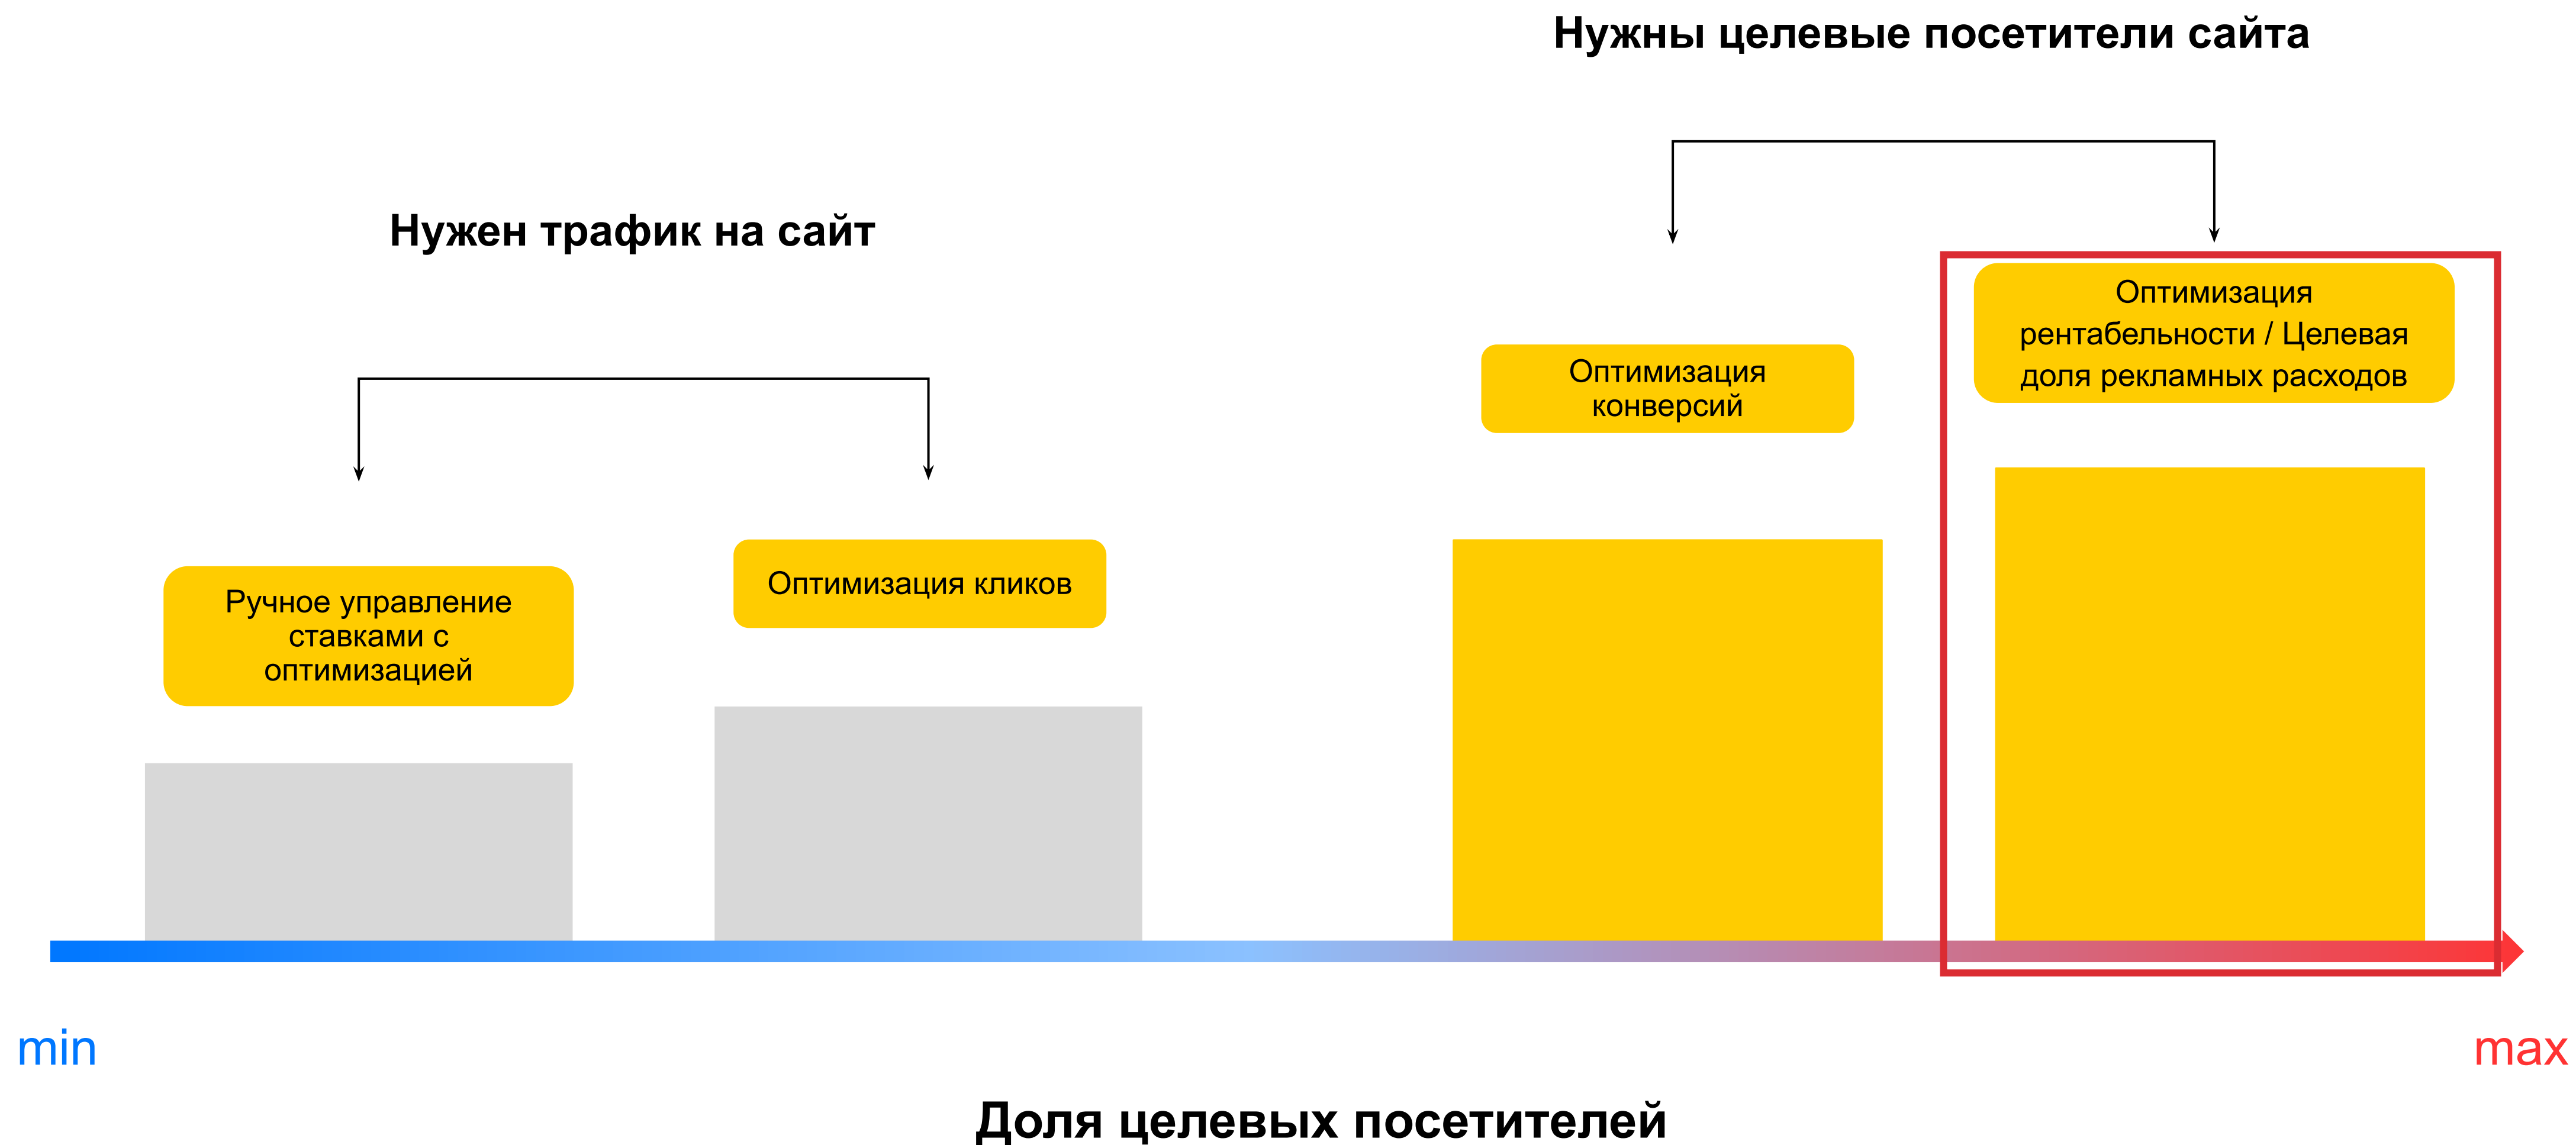 Нужны целевые посетители сайта
Нужен трафик на сайт
Ручное управление
ставками с
оптимизацией
Оптимизация кликов
Оптимизация
конверсий
Оптимизация
рентабельности / Целевая
доля рекламных расходов
min
max
Доля целевых посетителей